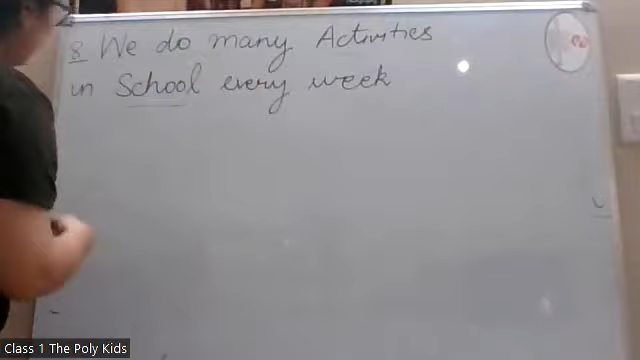 8 We do many Activities
in School every week
Class 1 The Poly Kids